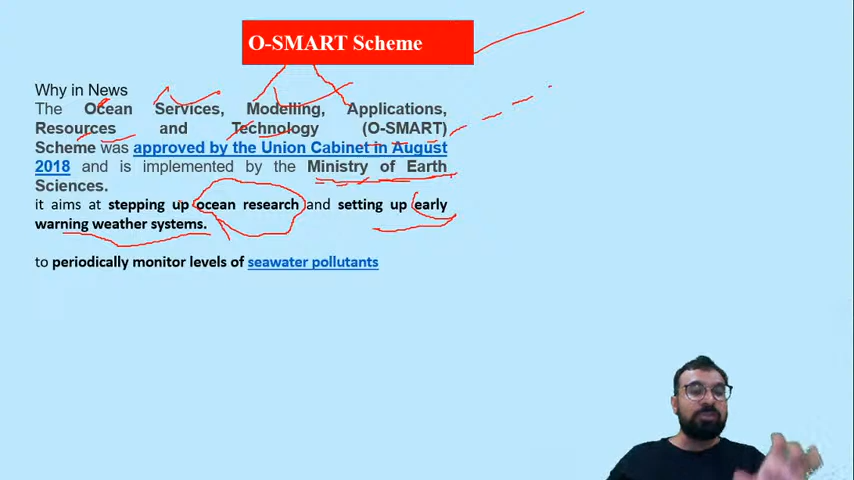 O-SMART Scheme
Why in News
The Ocean Services, Modelling, Applications,
Resources and Technology (O-SMART)
Scheme was approved by the Union Cabinet in August
2018 and is implemented by the Ministry of Earth
Sciences.
it aims at stepping up ocean research and setting up early
warning weather systems.
to periodically monitor levels of seawater pollutants